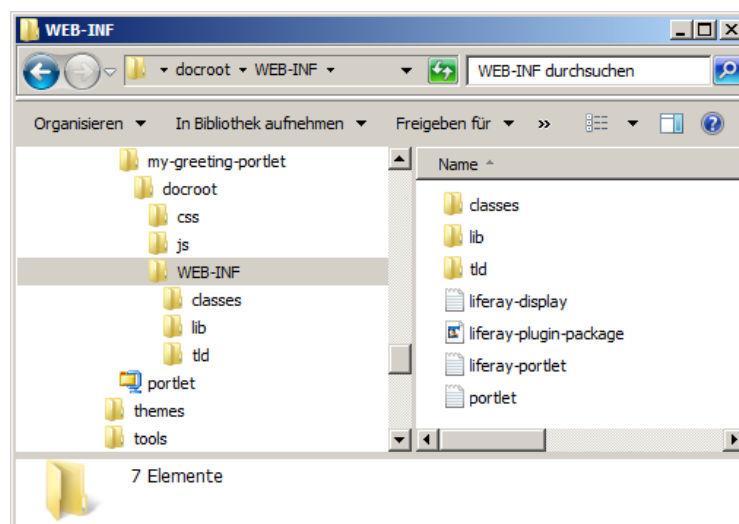 WEB-INF
docroot WEB-INF
WEB-INF durchsuchen
Organisieren In Bibliothek aufnehmen Freigeben für »
my-greeting-portlet
docroot
css
js
WEB-INF
classes
lib
tld
portlet
themes
tools
Name
classes
lib
tld
liferay-display
liferay-plugin-package
liferay-portlet
portlet
7 Elemente